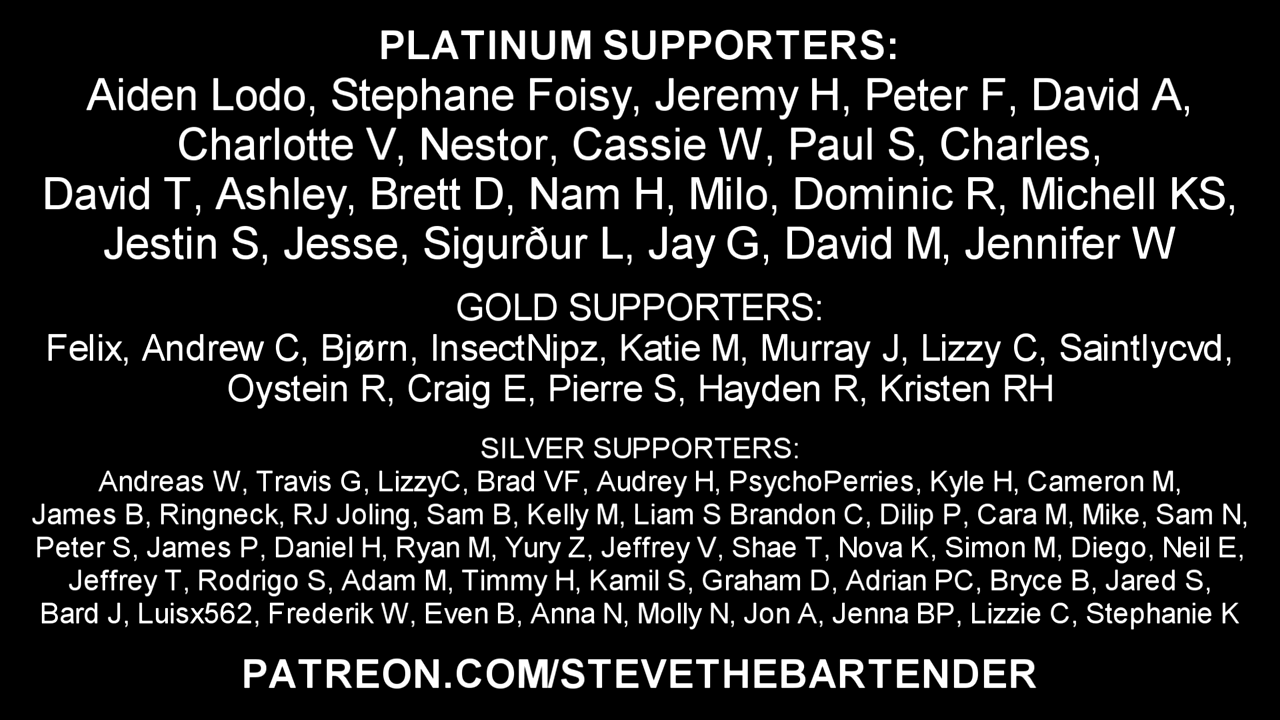 PLATINUM SUPPORTERS:
Aiden Lodo, Stephane Foisy, Jeremy H, Peter F, David A,
Charlotte V, Nestor, Cassie W, Paul S, Charles,
David T, Ashley, Brett D, Nam H, Milo, Dominic R, Michell KS,
Jestin S, Jesse, Sigurður L, Jay G, David M, Jennifer W
GOLD SUPPORTERS:
Felix, Andrew C, Bjørn, InsectNipz, Katie M, Murray J, Lizzy C, Saintlycvd,
Oystein R, Craig E, Pierre S, Hayden R, Kristen RH
SILVER SUPPORTERS:
Andreas W, Travis G, LizzyC, Brad VF, Audrey H, PsychoPerries, Kyle H, Cameron M,
James B, Ringneck, RJ Joling, Sam B, Kelly M, Liam S Brandon C, Dilip P, Cara M, Mike, Sam N,
Peter S, James P, Daniel H, Ryan M, Yury Z, Jeffrey V, Shae T, Nova K, Simon M, Diego, Neil E,
Jeffrey T, Rodrigo S, Adam M, Timmy H, Kamil S, Graham D, Adrian PC, Bryce B, Jared S,
Bard J, Luisx562, Frederik W, Even B, Anna N, Molly N, Jon A, Jenna BP, Lizzie C, Stephanie K
PATREON.COM/STEVETHEBARTENDER